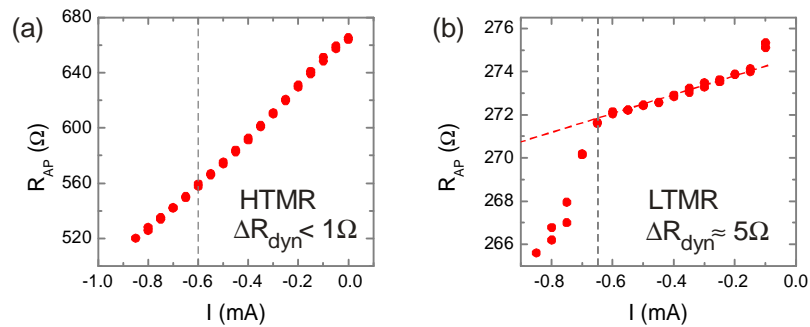 (a)
680
640
600
560
520
R_AP (Ω)
HTMR
ΔR_dyn < 1Ω
-1.0 -0.8 -0.6 -0.4 -0.2 0.0
I (mA)
(b)
276
274
272
270
268
266
R_AP (Ω)
LTMR
ΔR_dyn ≈ 5Ω
-0.8 -0.6 -0.4 -0.2 0.0
I (mA)